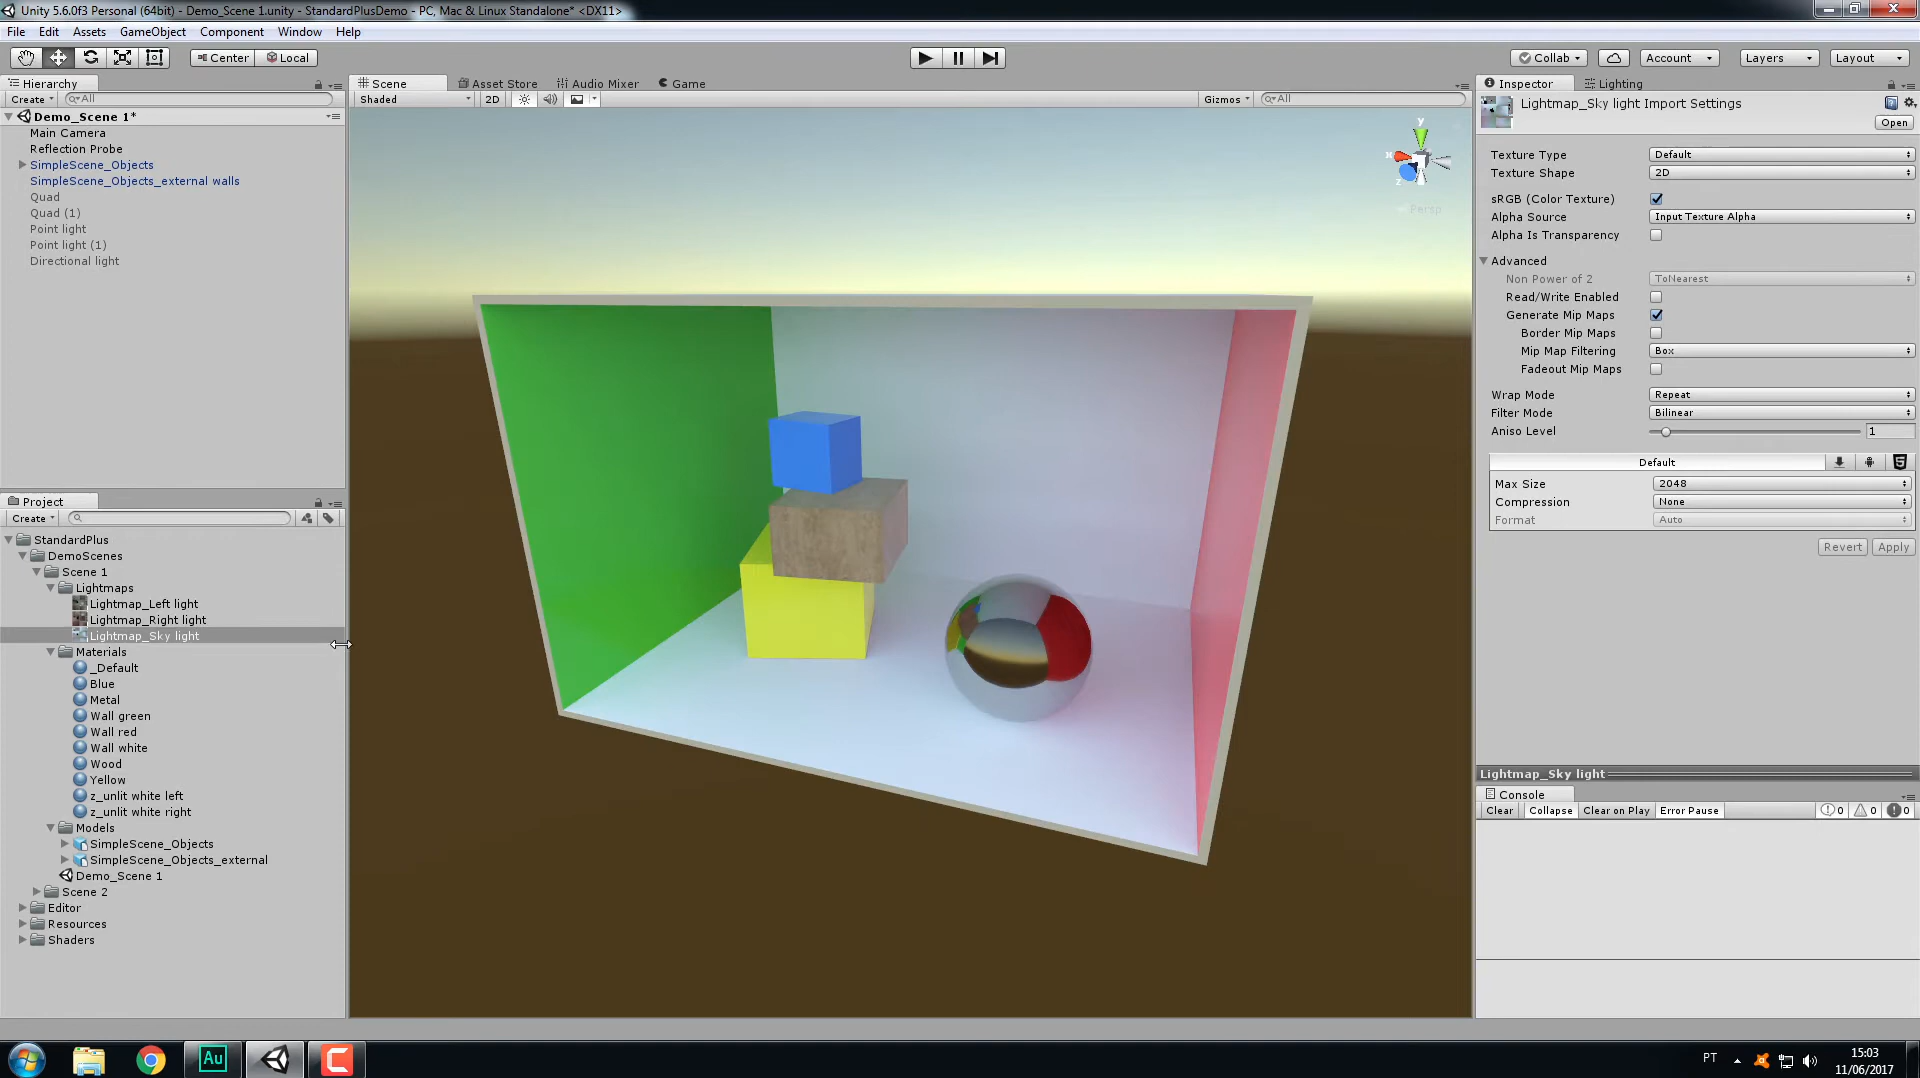 Unity 5.6.0f3 Personal (64bit) - Demo_Scene 1.unity - StandardPlusDemo - PC, Mac & Linux Standalone* <DX11>
File Edit Assets GameObject Component Window Help
Center Local Collab Account Layers Layout
Hierarchy
Create All
Demo_Scene 1*
Main Camera
Reflection Probe
SimpleScene_Objects
SimpleScene_Objects_external walls
Quad
Quad (1)
Point light
Point light (1)
Directional light
Project
Create
StandardPlus
DemoScenes
Scene 1
Lightmaps
Lightmap_Left light
Lightmap_Right light
Lightmap_Sky light
Materials
_Default
Blue
Metal
Wall green
Wall red
Wall white
Wood
Yellow
z_unlit white left
z_unlit white right
Models
SimpleScene_Objects
SimpleScene_Objects_external
Demo_Scene 1
Scene 2
Editor
Resources
Shaders
Scene Asset Store Audio Mixer Game
Shaded 2D Gizmos All
y
x
z
Persp
Inspector Lighting
Lightmap_Sky light Import Settings
Open
Texture Type Default
Texture Shape 2D
sRGB (Color Texture)
Alpha Source Input Texture Alpha
Alpha Is Transparency
Advanced
Non Power of 2 ToNearest
Read/Write Enabled
Generate Mip Maps
Border Mip Maps
Mip Map Filtering Box
Fadeout Mip Maps
Wrap Mode Repeat
Filter Mode Bilinear
Aniso Level 1
Default
Max Size 2048
Compression None
Format Auto
Revert Apply
Lightmap_Sky light
Console
Clear Collapse Clear on Play Error Pause 0 0 0
Au
PT
15:03
11/06/2017